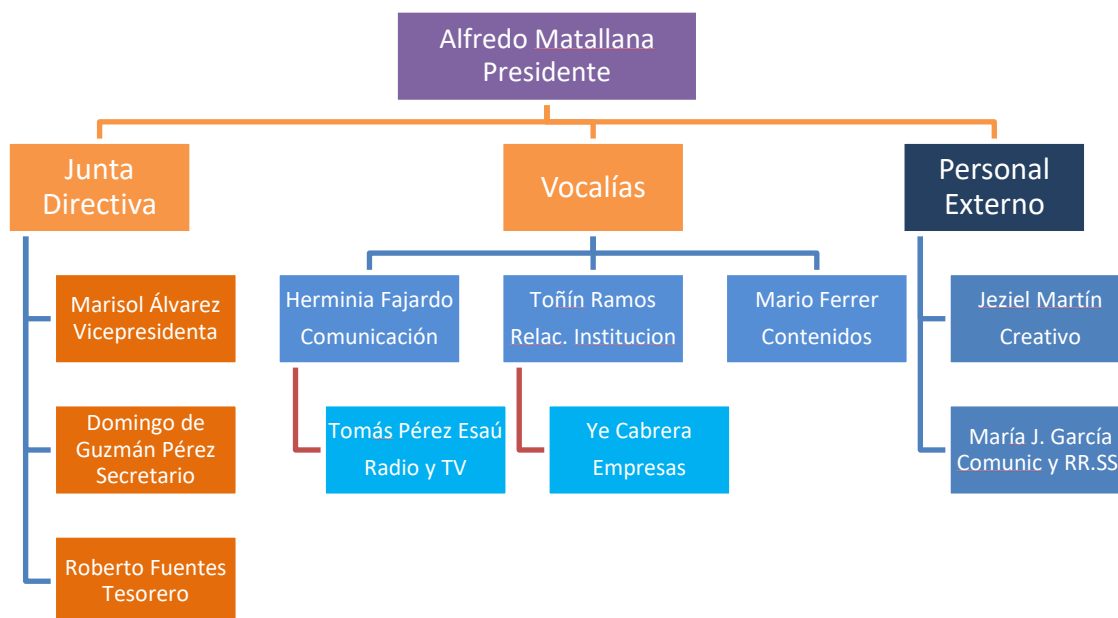 Alfredo Matallana
Presidente
Junta
Directiva
Vocalías
Personal
Externo
Marisol Álvarez
Vicepresidenta
Herminia Fajardo
Comunicación
Toñín Ramos
Relac. Institucion
Mario Ferrer
Contenidos
Jeziel Martín
Creativo
Domingo de
Guzmán Pérez
Secretario
Tomás Pérez Esaú
Radio y TV
Ye Cabrera
Empresas
María J. García
Comunic y RR.SS
Roberto Fuentes
Tesorero